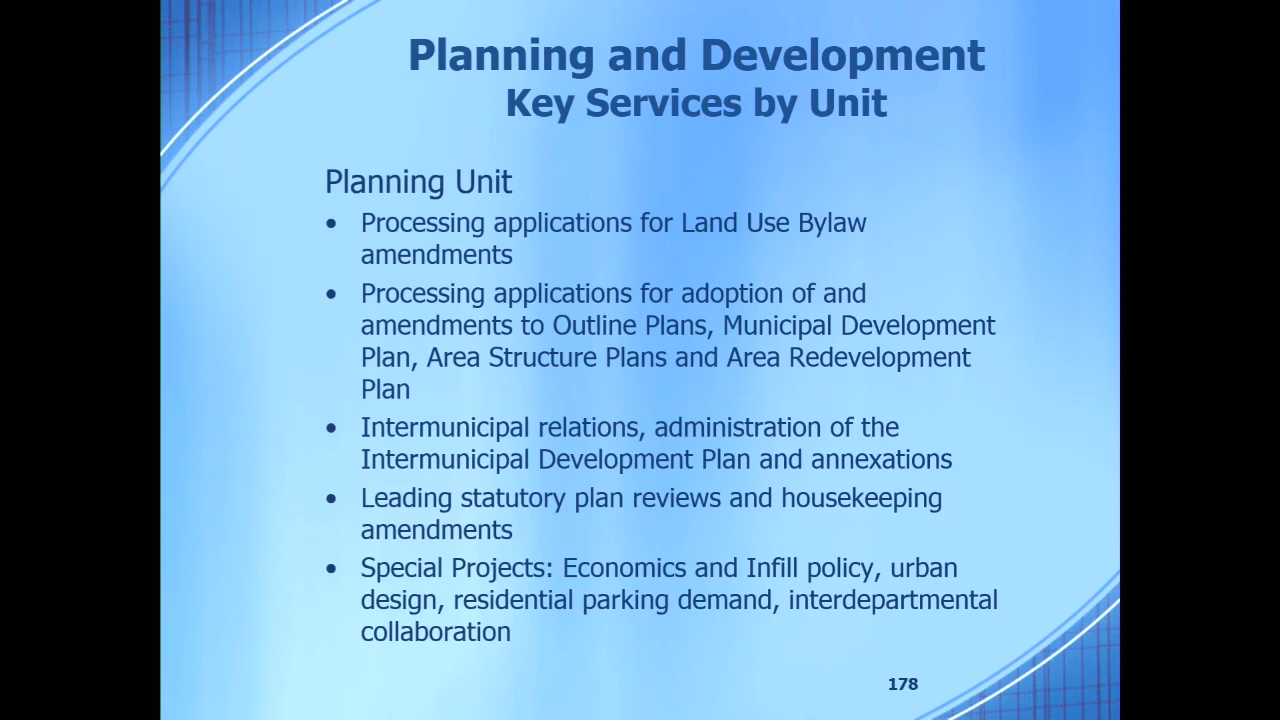 Planning and Development
Key Services by Unit
Planning Unit
• Processing applications for Land Use Bylaw
amendments
• Processing applications for adoption of and
amendments to Outline Plans, Municipal Development
Plan, Area Structure Plans and Area Redevelopment
Plan
• Intermunicipal relations, administration of the
Intermunicipal Development Plan and annexations
• Leading statutory plan reviews and housekeeping
amendments
• Special Projects: Economics and Infill policy, urban
design, residential parking demand, interdepartmental
collaboration
178